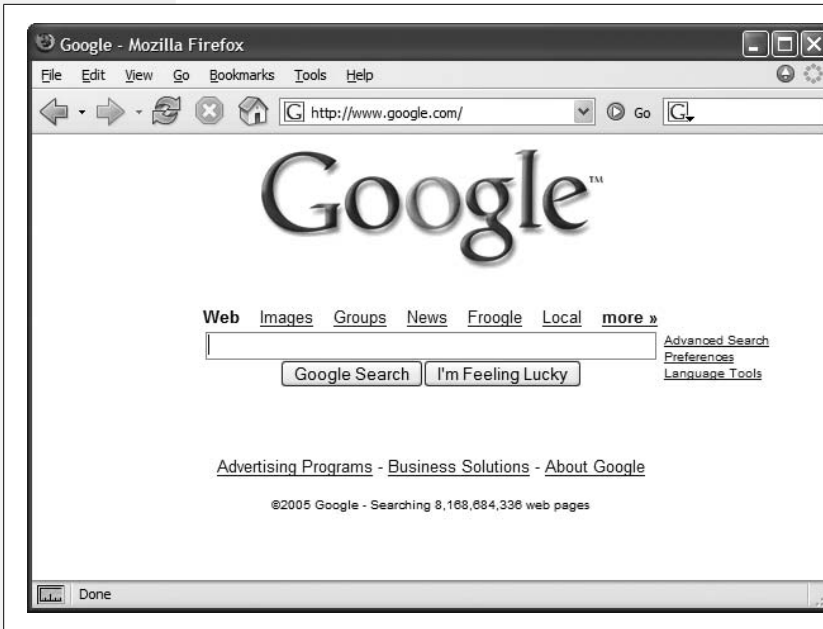 Google - Mozilla Firefox
File Edit View Go Bookmarks Tools Help
G http://www.google.com/ Go G
Google™
Web Images Groups News Froogle Local more »
Advanced Search
Preferences
Language Tools
Google Search I'm Feeling Lucky
Advertising Programs - Business Solutions - About Google
©2005 Google - Searching 8,168,684,336 web pages
Done